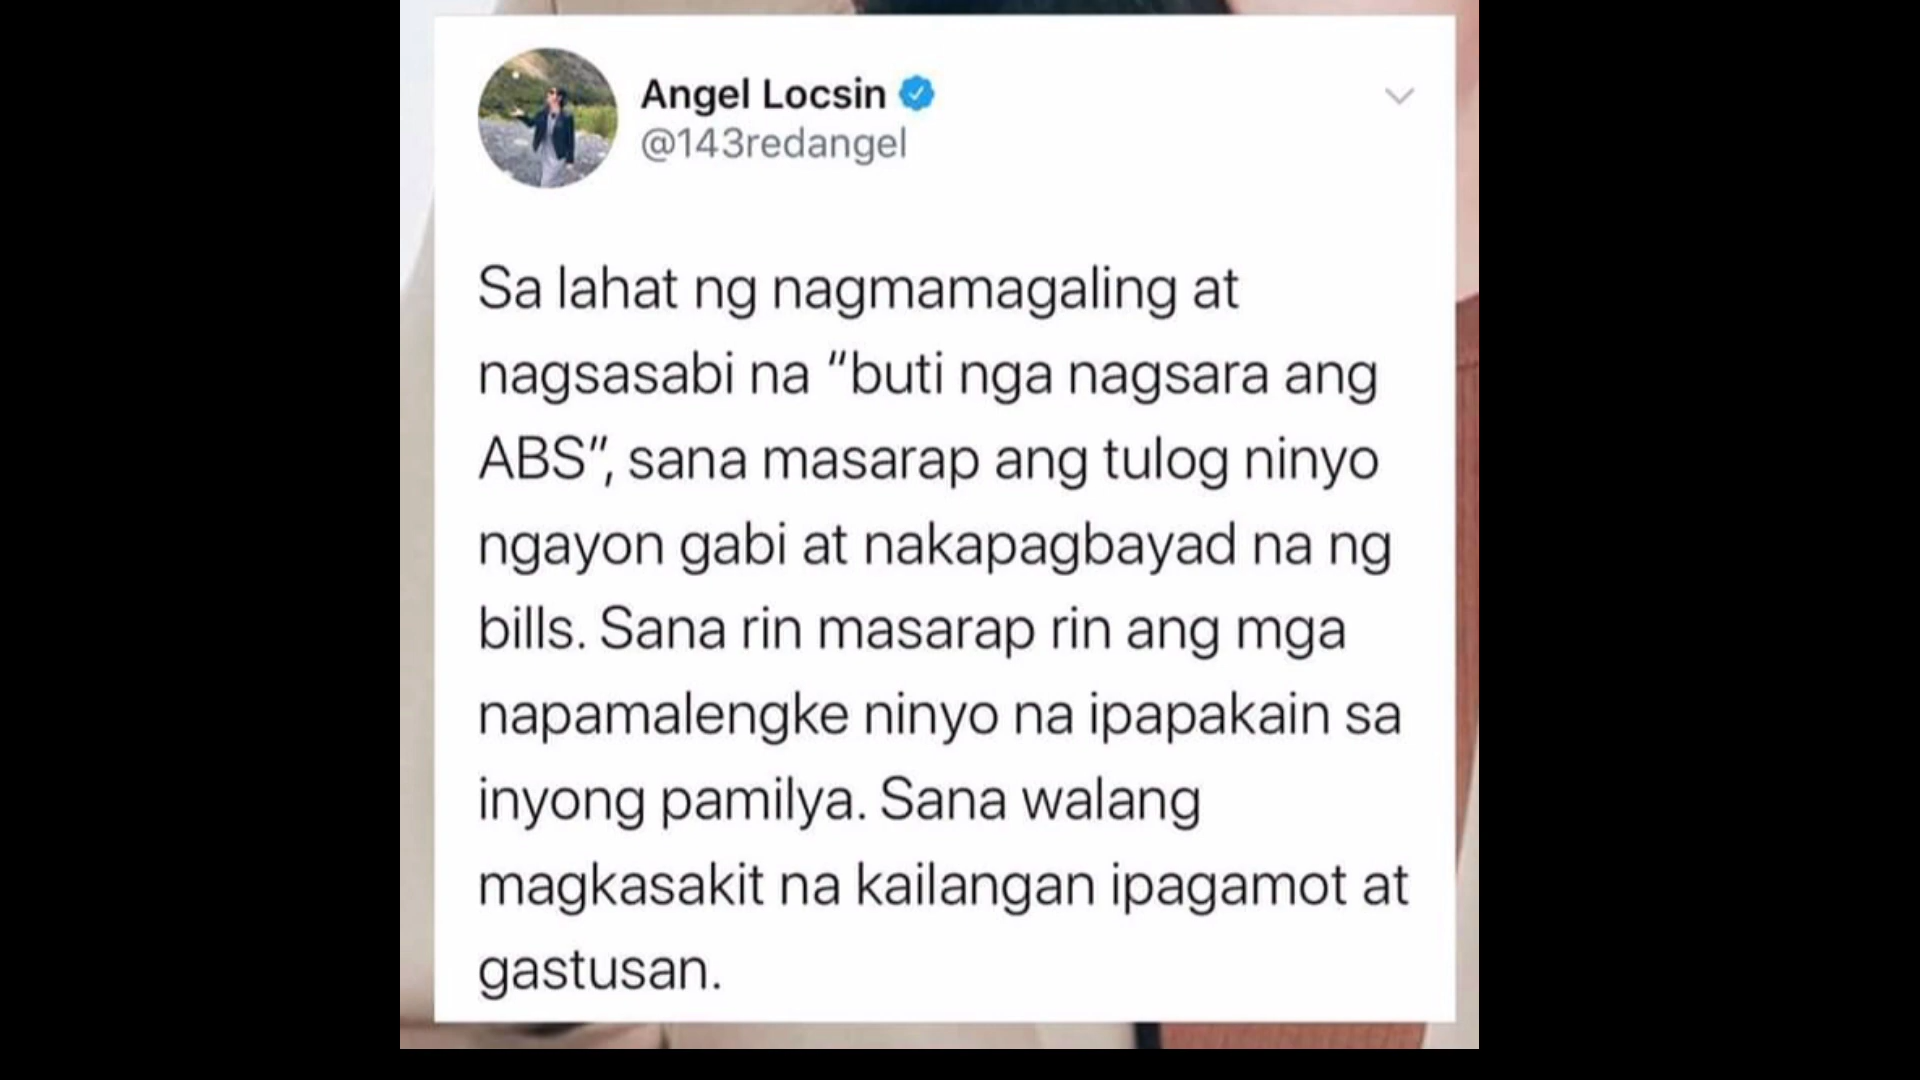 Angel Locsin
@143redangel
Sa lahat ng nagmamagaling at
nagsasabi na "buti nga nagsara ang
ABS", sana masarap ang tulog ninyo
ngayon gabi at nakapagbayad na ng
bills. Sana rin masarap rin ang mga
napamalengke ninyo na ipapakain sa
inyong pamilya. Sana walang
magkasakit na kailangan ipagamot at
gastusan.